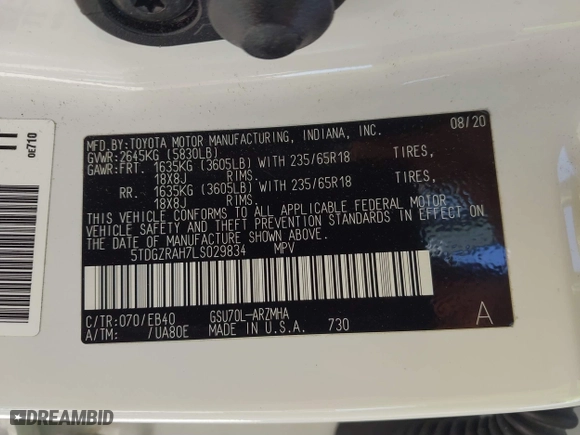 MFD.BY:TOYOTA MOTOR MANUFACTURING, INDIANA, INC. 08/20
GVWR:2645KG (5830LB)
GAWR:FRT. 1635KG (3605LB) WITH 235/65R18 TIRES,
18X8J RIMS.
RR. 1635KG (3605LB) WITH 235/65R18 TIRES,
18X8J RIMS.
THIS VEHICLE CONFORMS TO ALL APPLICABLE FEDERAL MOTOR
VEHICLE SAFETY AND THEFT PREVENTION STANDARDS IN EFFECT ON
THE DATE OF MANUFACTURE SHOWN ABOVE.
5TDGZRAH7LS029834 MPV
C/TR:070/EB40 GSU70L-ARZMHA
A/TM: /UA80E MADE IN U.S.A. 730
A
0E710
DREAMBID